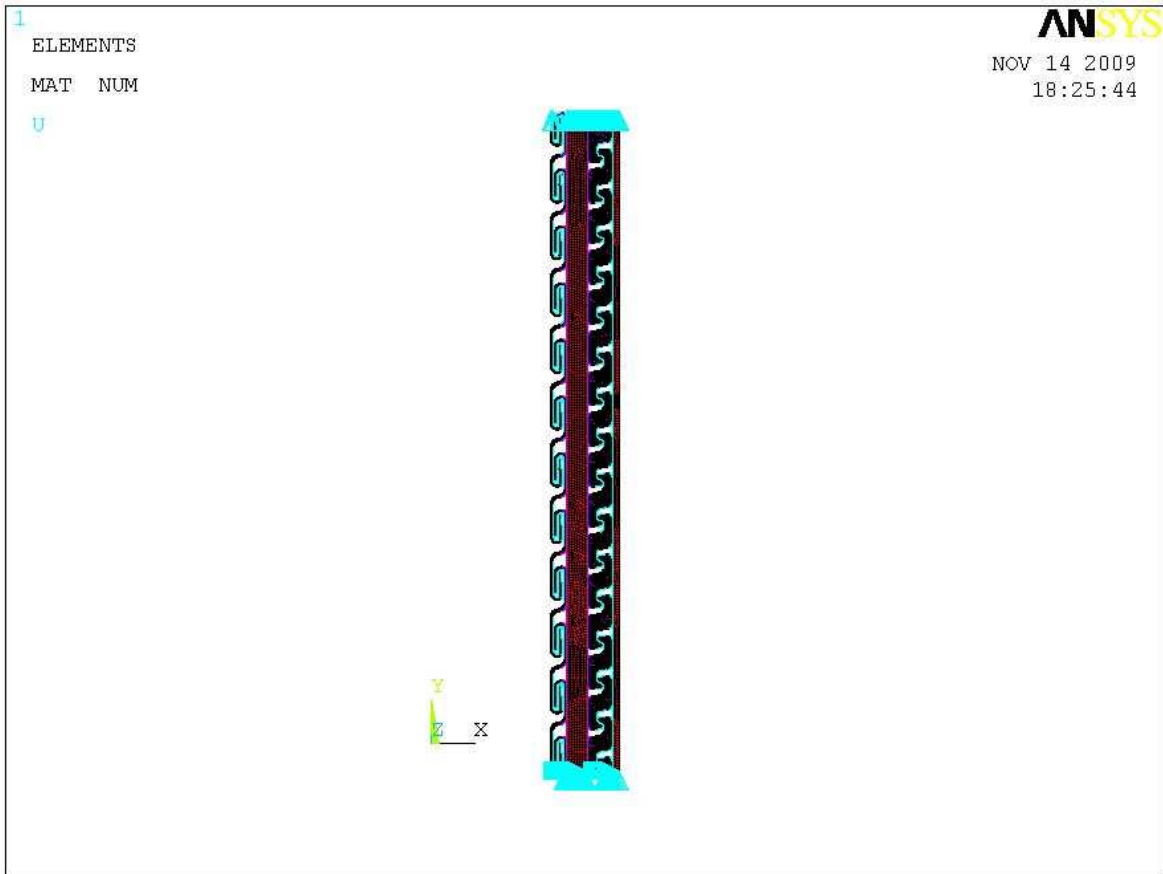 1
ELEMENTS
MAT NUM
U
ANSYS
NOV 14 2009
18:25:44
Y
Z X